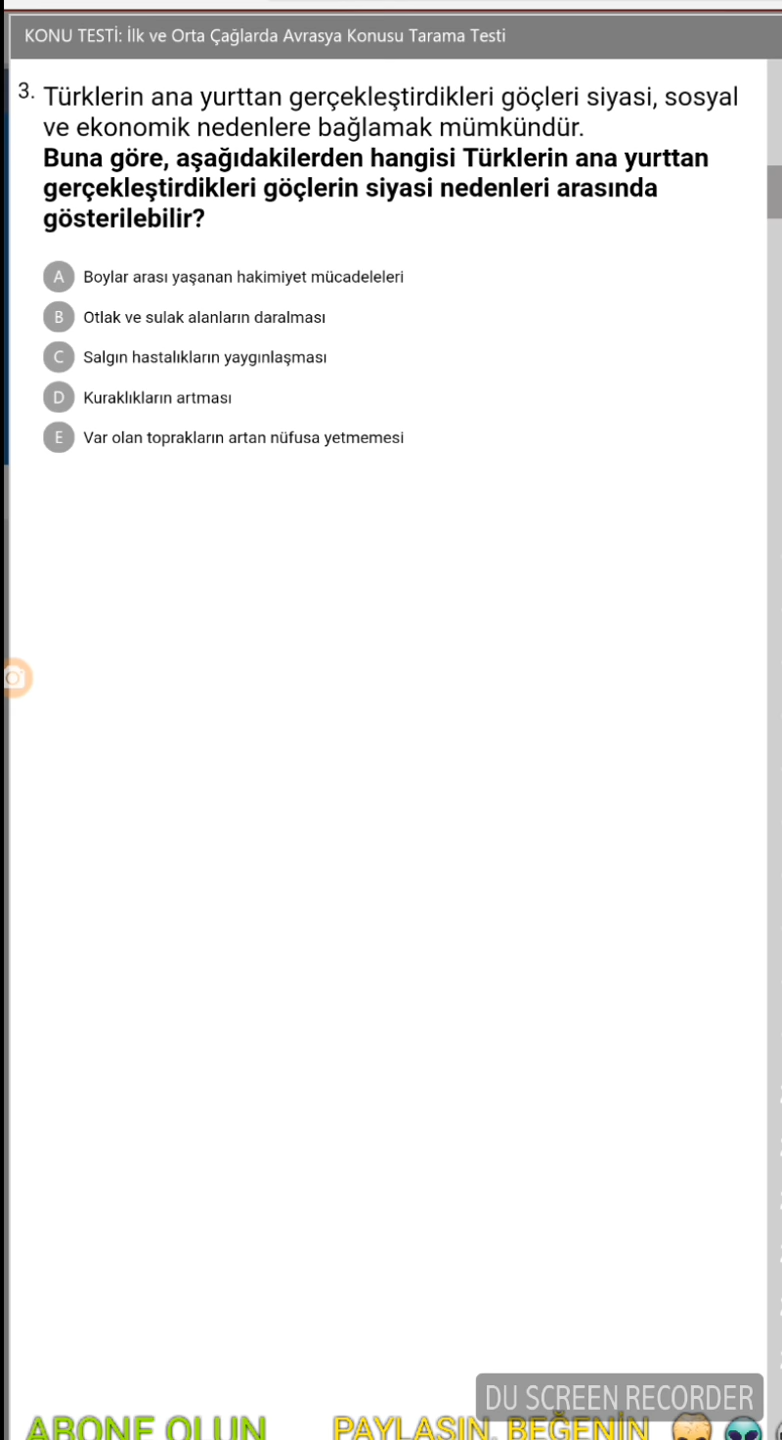 KONU TESTİ: İlk ve Orta Çağlarda Avrasya Konusu Tarama Testi
3. Türklerin ana yurttan gerçekleştirdikleri göçleri siyasi, sosyal
ve ekonomik nedenlere bağlamak mümkündür.
Buna göre, aşağıdakilerden hangisi Türklerin ana yurttan
gerçekleştirdikleri göçlerin siyasi nedenleri arasında
gösterilebilir?
A Boylar arası yaşanan hakimiyet mücadeleleri
B Otlak ve sulak alanların daralması
C Salgın hastalıkların yaygınlaşması
D Kuraklıkların artması
E Var olan toprakların artan nüfusa yetmemesi
DU SCREEN RECORDER
ABONE OLUN PAYLAŞIN, BEĞENİN